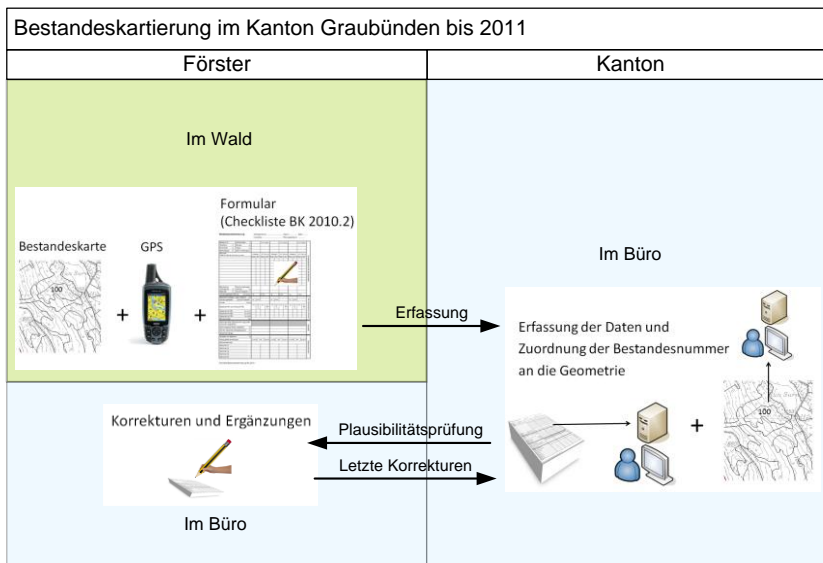 Bestandeskartierung im Kanton Graubünden bis 2011
Förster
Kanton
Im Wald
Formular
(Checkliste BK 2010.2)
Bestandeskarte
GPS
100
+
+
Erfassung
Im Büro
Erfassung der Daten und
Zuordnung der Bestandesnummer
an die Geometrie
100
+
Korrekturen und Ergänzungen
Plausibilitätsprüfung
Letzte Korrekturen
Im Büro